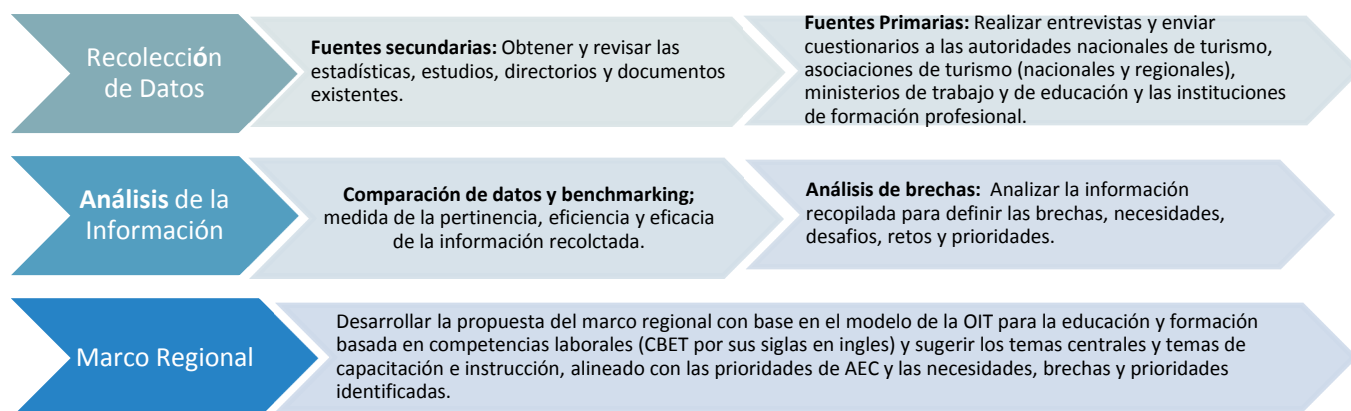 Recolección
de Datos
Fuentes secundarias: Obtener y revisar las
estadísticas, estudios, directorios y documentos
existentes.
Fuentes Primarias: Realizar entrevistas y enviar
cuestionarios a las autoridades nacionales de turismo,
asociaciones de turismo (nacionales y regionales),
ministerios de trabajo y de educación y las instituciones
de formación profesional.
Análisis de la
Información
Comparación de datos y benchmarking;
medida de la pertinencia, eficiencia y eficacia
de la información recolctada.
Análisis de brechas: Analizar la información
recopilada para definir las brechas, necesidades,
desafios, retos y prioridades.
Marco Regional
Desarrollar la propuesta del marco regional con base en el modelo de la OIT para la educación y formación
basada en competencias laborales (CBET por sus siglas en ingles) y sugerir los temas centrales y temas de
capacitación e instrucción, alineado con las prioridades de AEC y las necesidades, brechas y prioridades
identificadas.